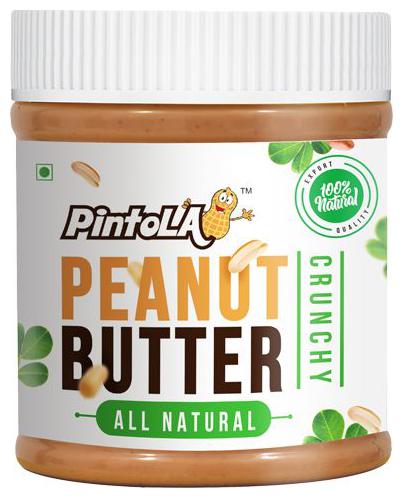 PintoLA
TM
EXPORT
100%
Natural
QUALITY
PEANUT
BUTTER
CRUNCHY
ALL NATURAL